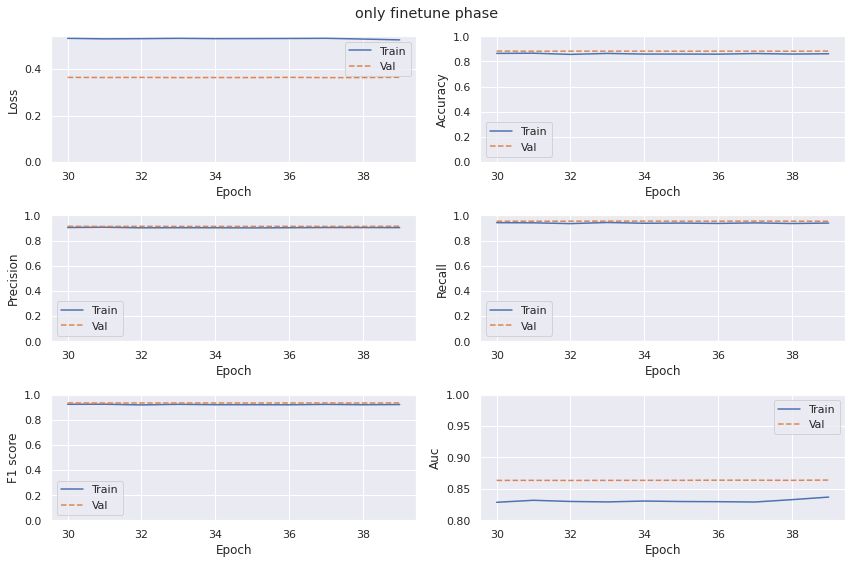 only finetune phase
Loss
0.4
0.2
0.0
Train
Val
30 32 34 36 38
Epoch
Accuracy
1.0
0.8
0.6
0.4
0.2
0.0
Train
Val
30 32 34 36 38
Epoch
Precision
1.0
0.8
0.6
0.4
0.2
0.0
Train
Val
30 32 34 36 38
Epoch
Recall
1.0
0.8
0.6
0.4
0.2
0.0
Train
Val
30 32 34 36 38
Epoch
F1 score
1.0
0.8
0.6
0.4
0.2
0.0
Train
Val
30 32 34 36 38
Epoch
Auc
1.00
0.95
0.90
0.85
0.80
Train
Val
30 32 34 36 38
Epoch